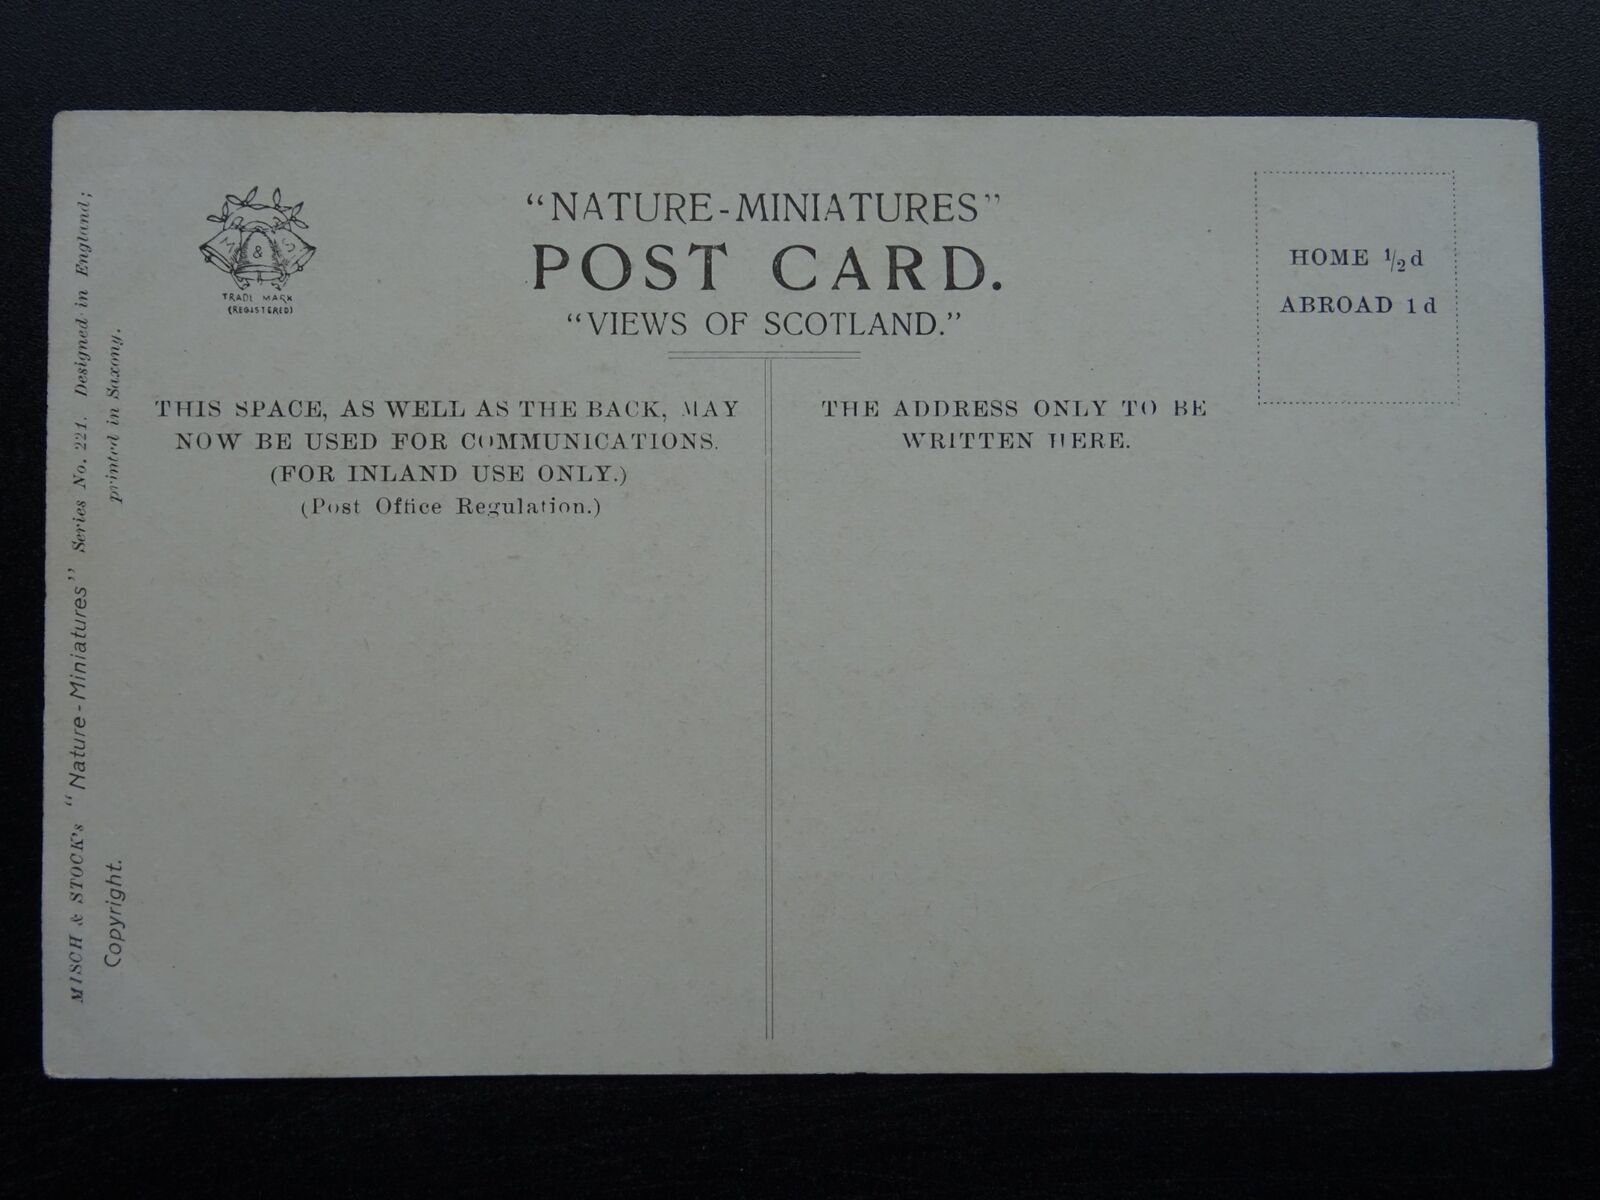 M & S
TRADE MARK
(REGISTERED)
"NATURE-MINIATURES"
POST CARD.
"VIEWS OF SCOTLAND."
HOME ½d
ABROAD 1d
THIS SPACE, AS WELL AS THE BACK, MAY
NOW BE USED FOR COMMUNICATIONS.
(FOR INLAND USE ONLY.)
(Post Office Regulation.)
THE ADDRESS ONLY TO BE
WRITTEN HERE.
MISCH & STOCK's "Nature-Miniatures" Series No. 221. Designed in England;
printed in Saxony.
Copyright.